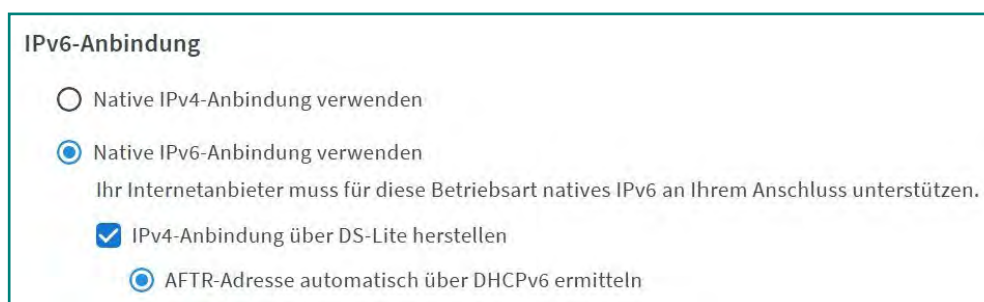 IPv6-Anbindung
Native IPv4-Anbindung verwenden
Native IPv6-Anbindung verwenden
Ihr Internetanbieter muss für diese Betriebsart natives IPv6 an Ihrem Anschluss unterstützen.
IPv4-Anbindung über DS-Lite herstellen
AFTR-Adresse automatisch über DHCPv6 ermitteln